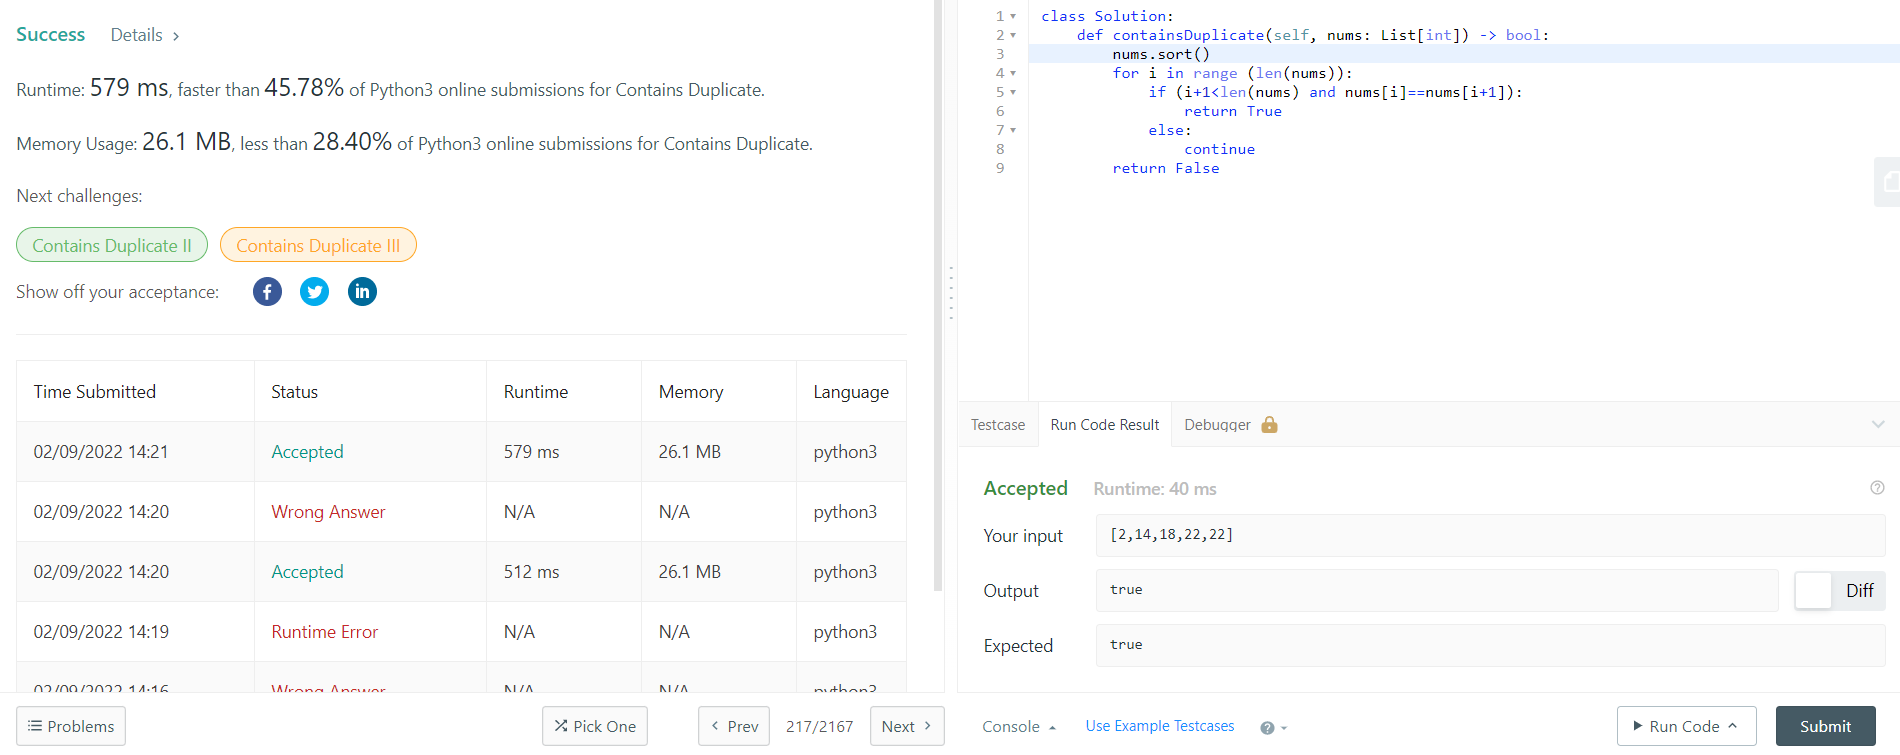 Success Details >
Runtime: 579 ms, faster than 45.78% of Python3 online submissions for Contains Duplicate.
Memory Usage: 26.1 MB, less than 28.40% of Python3 online submissions for Contains Duplicate.
Next challenges:
Contains Duplicate II Contains Duplicate III
Show off your acceptance:
Time Submitted Status Runtime Memory Language
02/09/2022 14:21 Accepted 579 ms 26.1 MB python3
02/09/2022 14:20 Wrong Answer N/A N/A python3
02/09/2022 14:20 Accepted 512 ms 26.1 MB python3
02/09/2022 14:19 Runtime Error N/A N/A python3
02/09/2022 14:16 Wrong Answer N/A N/A python3
Problems Pick One < Prev 217/2167 Next >
1 class Solution:
2     def containsDuplicate(self, nums: List[int]) -> bool:
3         nums.sort()
4         for i in range (len(nums)):
5             if (i+1<len(nums) and nums[i]==nums[i+1]):
6                 return True
7             else:
8                 continue
9         return False
Testcase Run Code Result Debugger
Accepted Runtime: 40 ms
Your input [2,14,18,22,22]
Output true Diff
Expected true
Console Use Example Testcases Run Code Submit